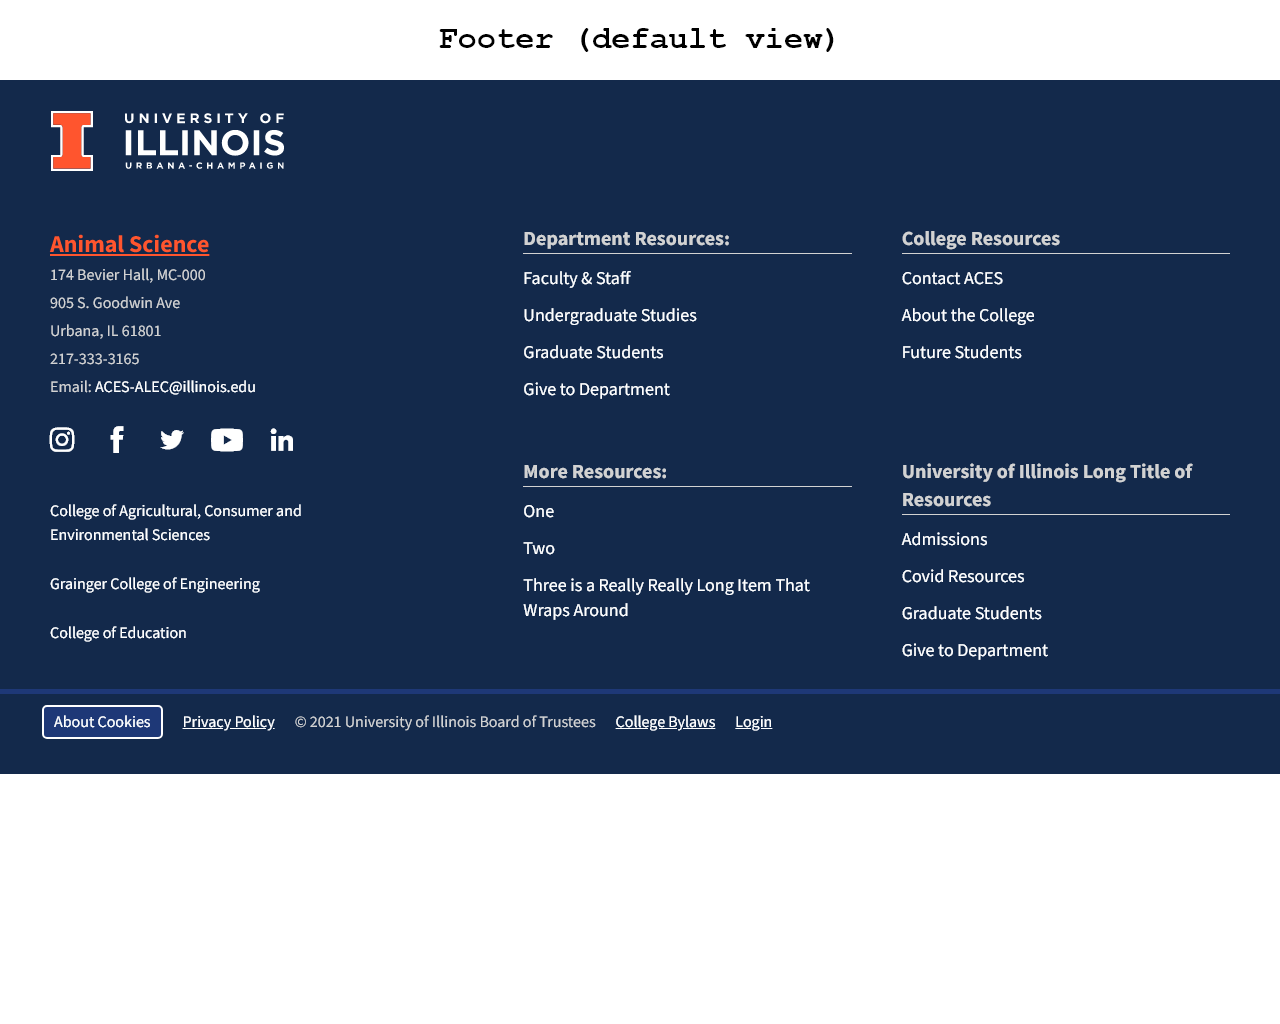 Footer (default view)
UNIVERSITY OF
ILLINOIS
URBANA-CHAMPAIGN
Animal Science
174 Bevier Hall, MC-000
905 S. Goodwin Ave
Urbana, IL 61801
217-333-3165
Email: ACES-ALEC@illinois.edu
College of Agricultural, Consumer and
Environmental Sciences
Grainger College of Engineering
College of Education
Department Resources:
Faculty & Staff
Undergraduate Studies
Graduate Students
Give to Department
College Resources
Contact ACES
About the College
Future Students
More Resources:
One
Two
Three is a Really Really Long Item That
Wraps Around
University of Illinois Long Title of
Resources
Admissions
Covid Resources
Graduate Students
Give to Department
About Cookies Privacy Policy © 2021 University of Illinois Board of Trustees College Bylaws Login